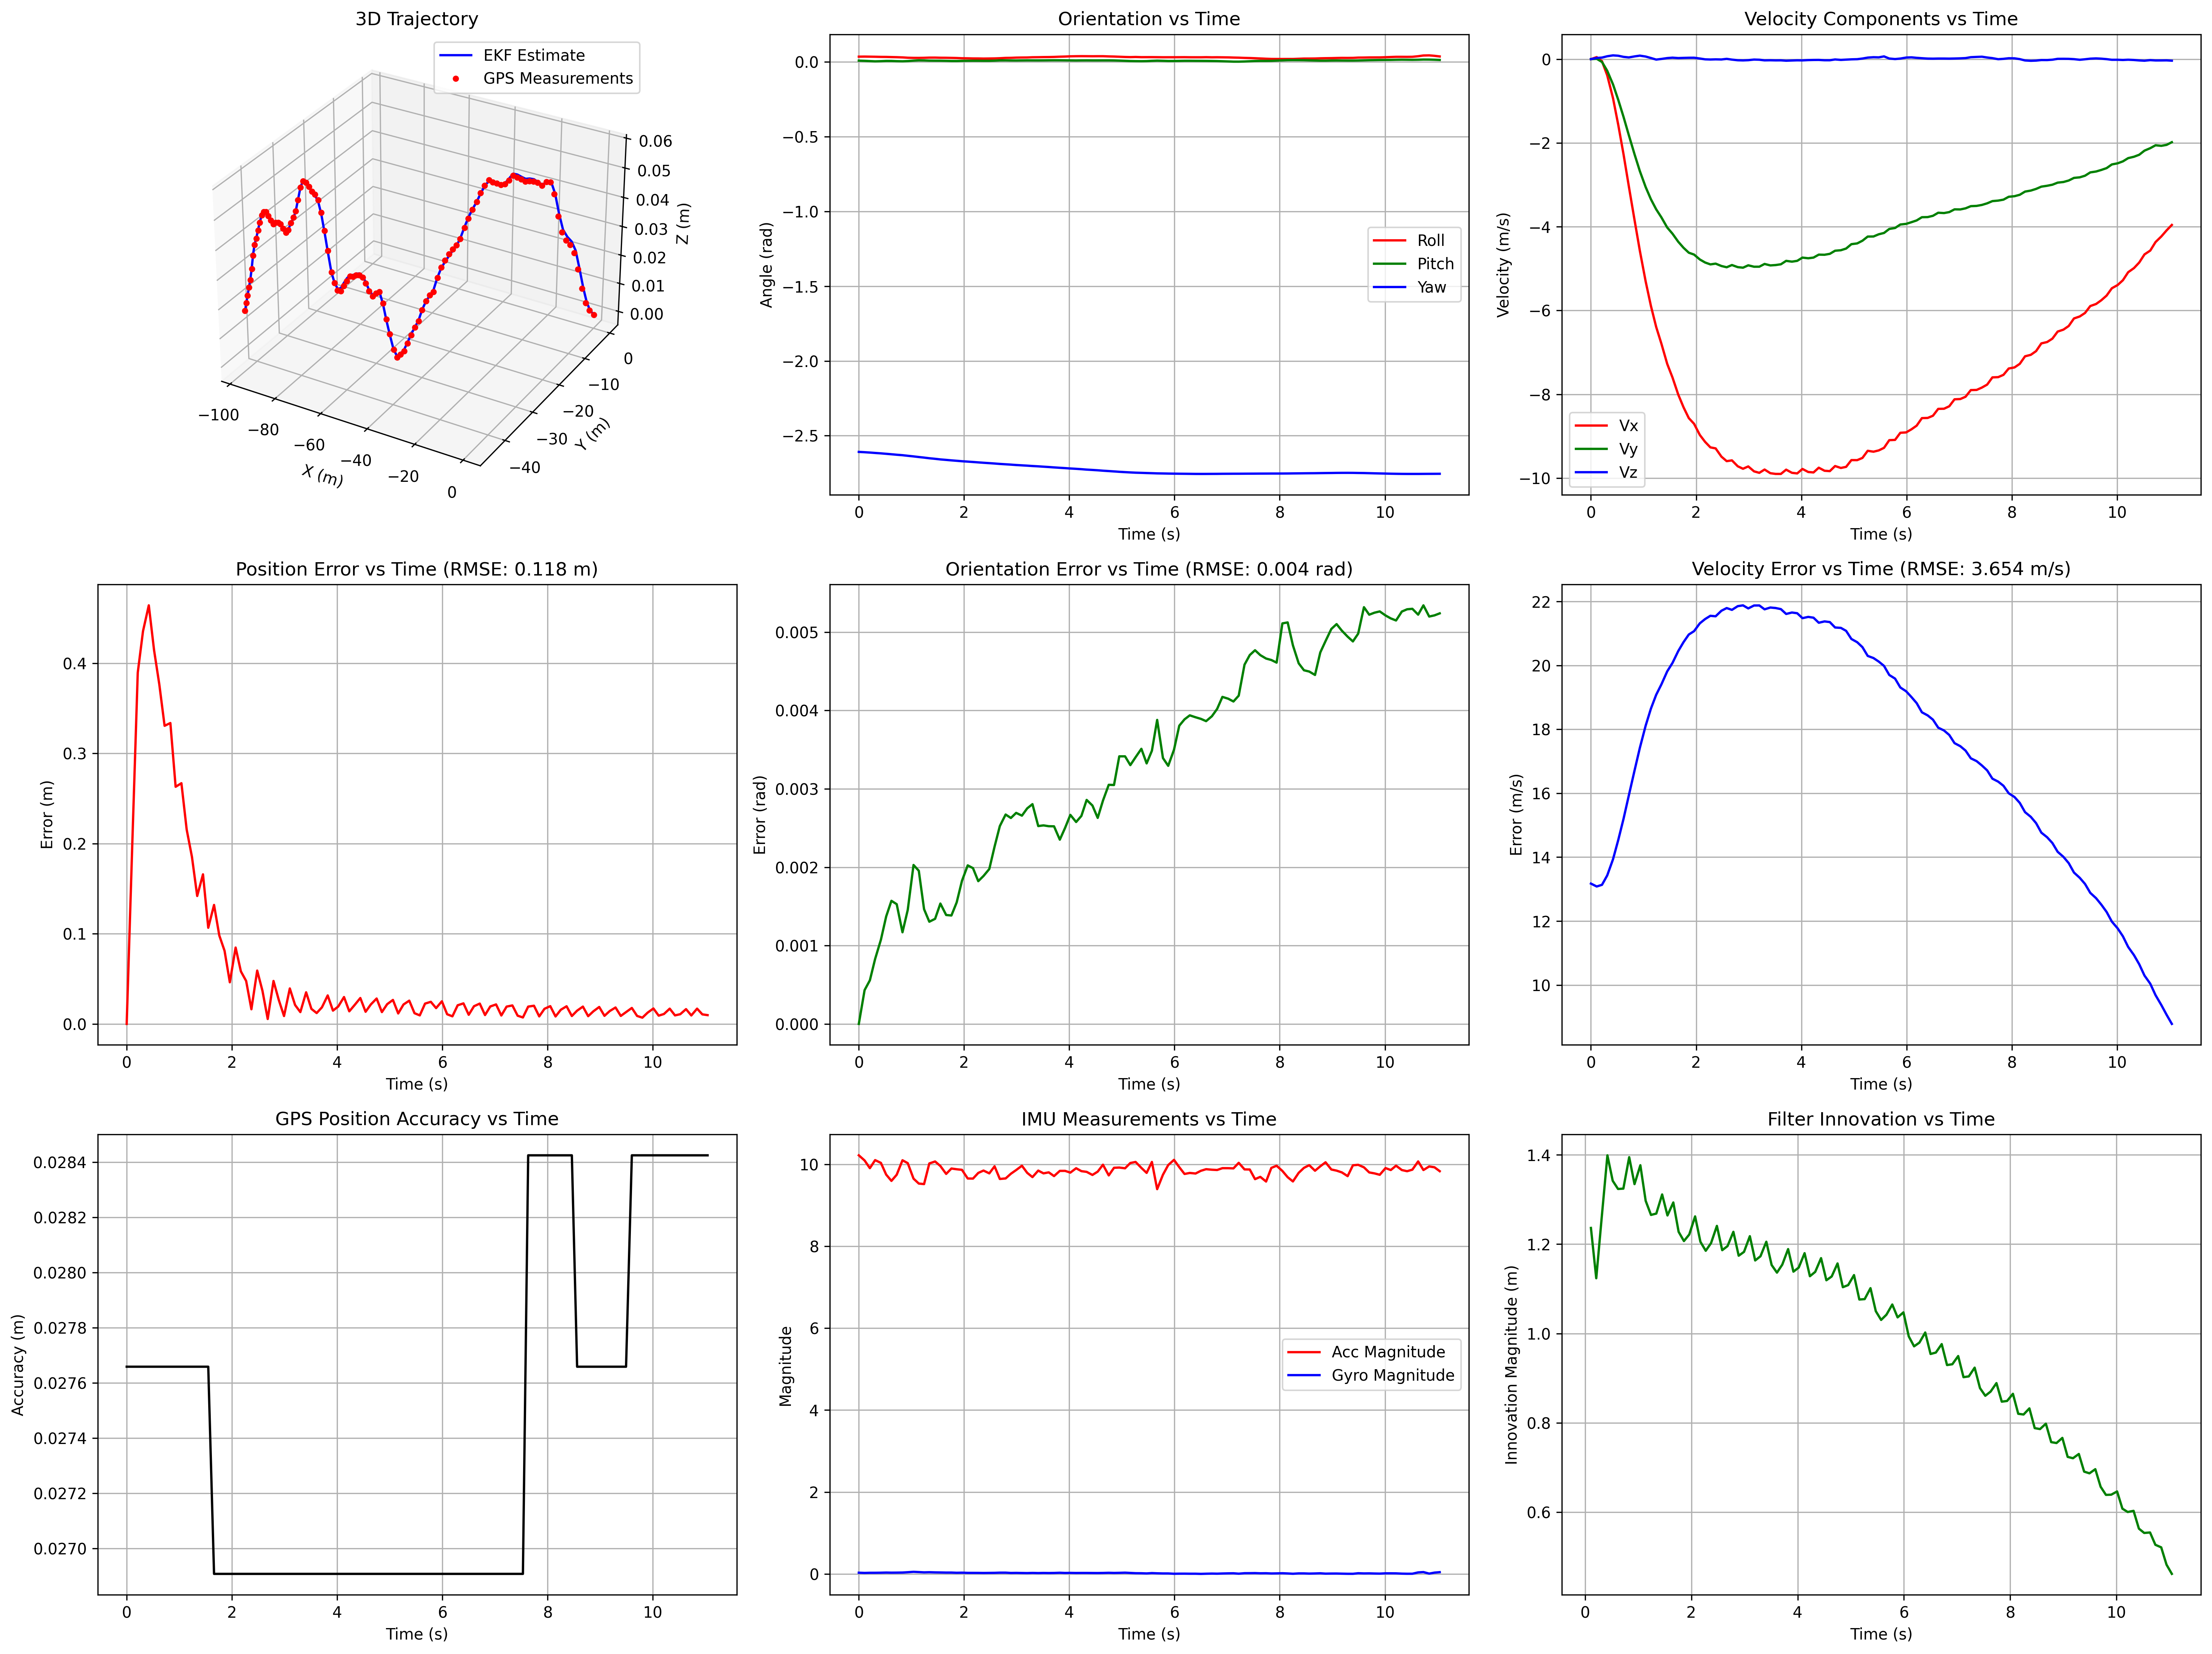 3D Trajectory
EKF Estimate
GPS Measurements
0.06
0.05
0.04
0.03
0.02
0.01
0.00
Z (m)
0
−10
−20
−30
−40
Y (m)
−100
−80
−60
−40
−20
0
X (m)
Orientation vs Time
0.0
−0.5
−1.0
−1.5
−2.0
−2.5
Angle (rad)
Roll
Pitch
Yaw
0 2 4 6 8 10
Time (s)
Velocity Components vs Time
0
−2
−4
−6
−8
−10
Velocity (m/s)
Vx
Vy
Vz
0 2 4 6 8 10
Time (s)
Position Error vs Time (RMSE: 0.118 m)
0.4
0.3
0.2
0.1
0.0
Error (m)
0 2 4 6 8 10
Time (s)
Orientation Error vs Time (RMSE: 0.004 rad)
0.005
0.004
0.003
0.002
0.001
0.000
Error (rad)
0 2 4 6 8 10
Time (s)
Velocity Error vs Time (RMSE: 3.654 m/s)
22
20
18
16
14
12
10
Error (m/s)
0 2 4 6 8 10
Time (s)
GPS Position Accuracy vs Time
0.0284
0.0282
0.0280
0.0278
0.0276
0.0274
0.0272
0.0270
Accuracy (m)
0 2 4 6 8 10
Time (s)
IMU Measurements vs Time
10
8
6
4
2
0
Magnitude
Acc Magnitude
Gyro Magnitude
0 2 4 6 8 10
Time (s)
Filter Innovation vs Time
1.4
1.2
1.0
0.8
0.6
Innovation Magnitude (m)
0 2 4 6 8 10
Time (s)